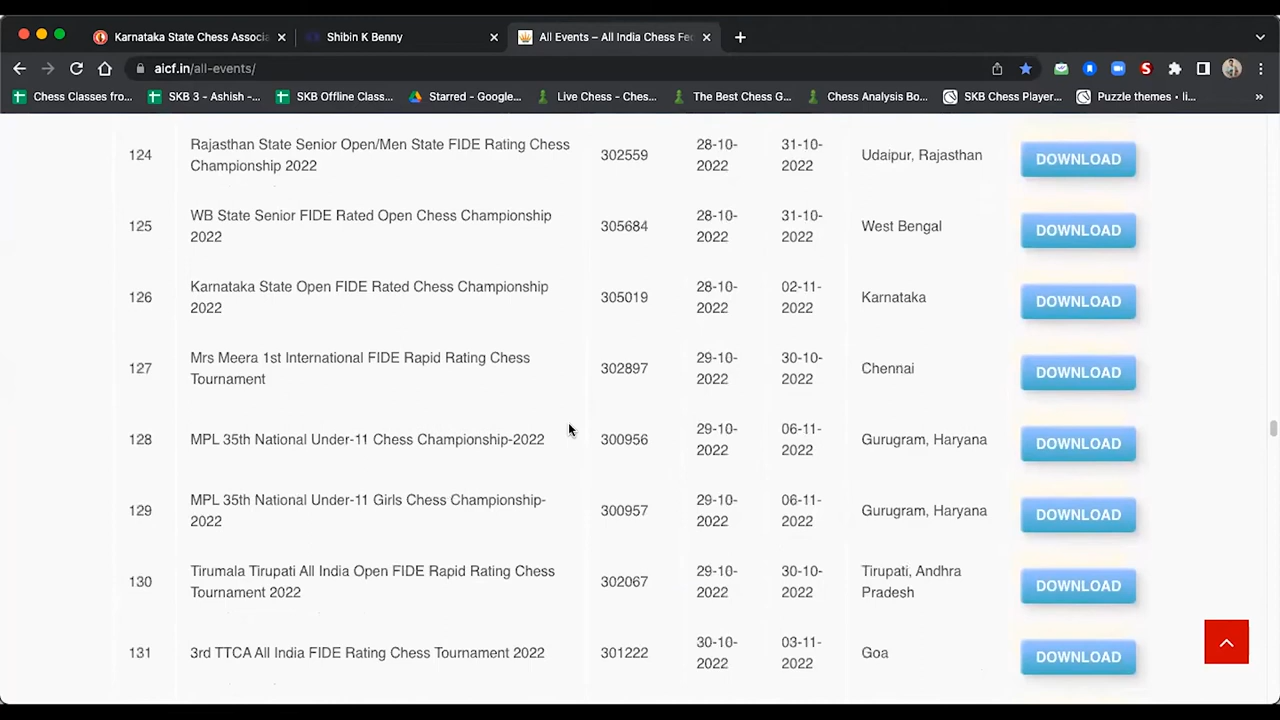 Karnataka State Chess Associa
Shibin K Benny
All Events – All India Chess Fed
aicf.in/all-events/
Chess Classes fro...
SKB 3 - Ashish -...
SKB Offline Class...
Starred - Google...
Live Chess - Ches...
The Best Chess G...
Chess Analysis Bo...
SKB Chess Player...
Puzzle themes • li...
»
124 Rajasthan State Senior Open/Men State FIDE Rating Chess 302559 28-10- 31-10- Udaipur, Rajasthan DOWNLOAD
Championship 2022 2022 2022
125 WB State Senior FIDE Rated Open Chess Championship 305684 28-10- 31-10- West Bengal DOWNLOAD
2022 2022 2022
126 Karnataka State Open FIDE Rated Chess Championship 305019 28-10- 02-11- Karnataka DOWNLOAD
2022 2022 2022
127 Mrs Meera 1st International FIDE Rapid Rating Chess 302897 29-10- 30-10- Chennai DOWNLOAD
Tournament 2022 2022
128 MPL 35th National Under-11 Chess Championship-2022 300956 29-10- 06-11- Gurugram, Haryana DOWNLOAD
2022 2022
129 MPL 35th National Under-11 Girls Chess Championship- 300957 29-10- 06-11- Gurugram, Haryana DOWNLOAD
2022 2022 2022
130 Tirumala Tirupati All India Open FIDE Rapid Rating Chess 302067 29-10- 30-10- Tirupati, Andhra DOWNLOAD
Tournament 2022 2022 2022 Pradesh
131 3rd TTCA All India FIDE Rating Chess Tournament 2022 301222 30-10- 03-11- Goa DOWNLOAD
2022 2022